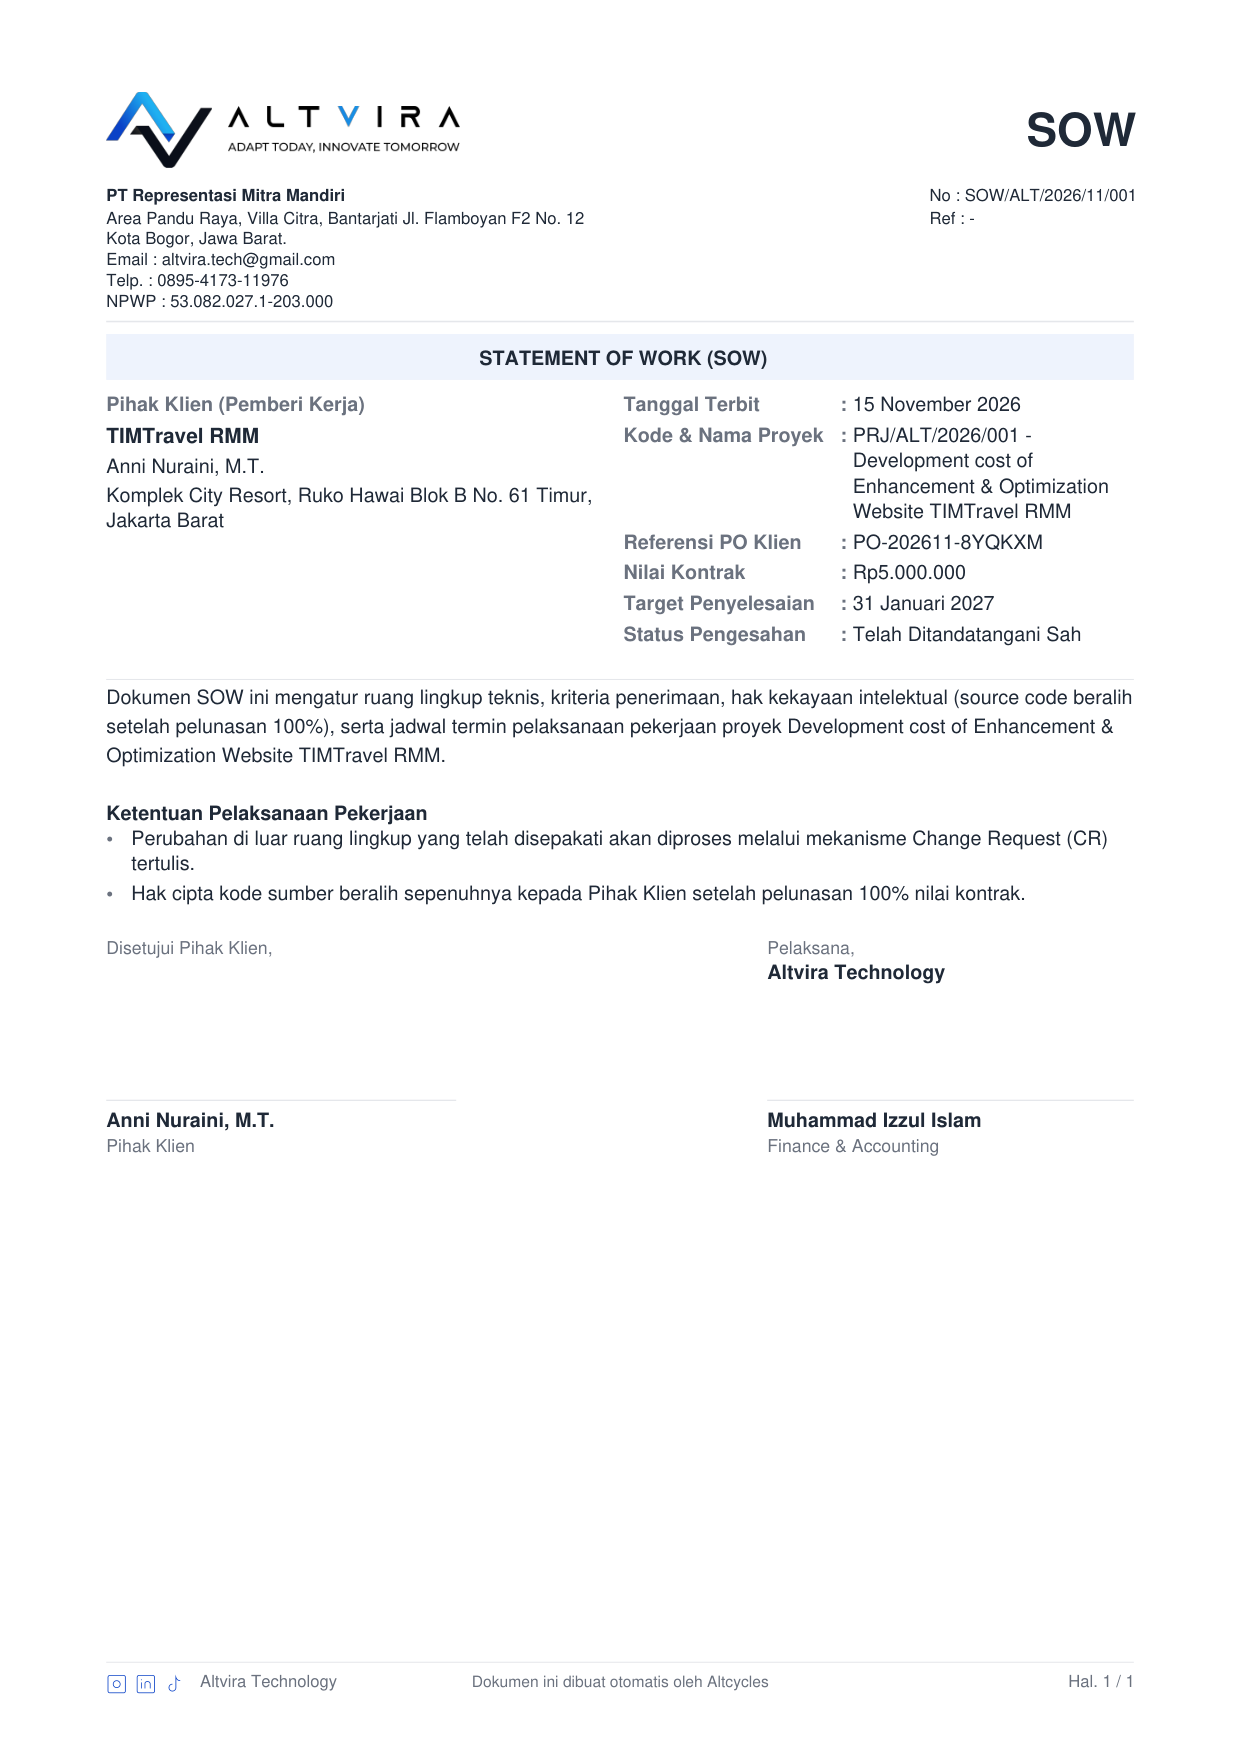 ALTVIRA
ADAPT TODAY, INNOVATE TOMORROW
SOW
PT Representasi Mitra Mandiri
Area Pandu Raya, Villa Citra, Bantarjati Jl. Flamboyan F2 No. 12
Kota Bogor, Jawa Barat.
Email : altvira.tech@gmail.com
Telp. : 0895-4173-11976
NPWP : 53.082.027.1-203.000
No : SOW/ALT/2026/11/001
Ref : -
STATEMENT OF WORK (SOW)
Pihak Klien (Pemberi Kerja)
TIMTravel RMM
Anni Nuraini, M.T.
Komplek City Resort, Ruko Hawai Blok B No. 61 Timur,
Jakarta Barat
Tanggal Terbit : 15 November 2026
Kode & Nama Proyek : PRJ/ALT/2026/001 -
Development cost of
Enhancement & Optimization
Website TIMTravel RMM
Referensi PO Klien : PO-202611-8YQKXM
Nilai Kontrak : Rp5.000.000
Target Penyelesaian : 31 Januari 2027
Status Pengesahan : Telah Ditandatangani Sah
Dokumen SOW ini mengatur ruang lingkup teknis, kriteria penerimaan, hak kekayaan intelektual (source code beralih
setelah pelunasan 100%), serta jadwal termin pelaksanaan pekerjaan proyek Development cost of Enhancement &
Optimization Website TIMTravel RMM.
Ketentuan Pelaksanaan Pekerjaan
• Perubahan di luar ruang lingkup yang telah disepakati akan diproses melalui mekanisme Change Request (CR)
tertulis.
• Hak cipta kode sumber beralih sepenuhnya kepada Pihak Klien setelah pelunasan 100% nilai kontrak.
Disetujui Pihak Klien,
Anni Nuraini, M.T.
Pihak Klien
Pelaksana,
Altvira Technology
Muhammad Izzul Islam
Finance & Accounting
Altvira Technology
Dokumen ini dibuat otomatis oleh Altcycles
Hal. 1 / 1